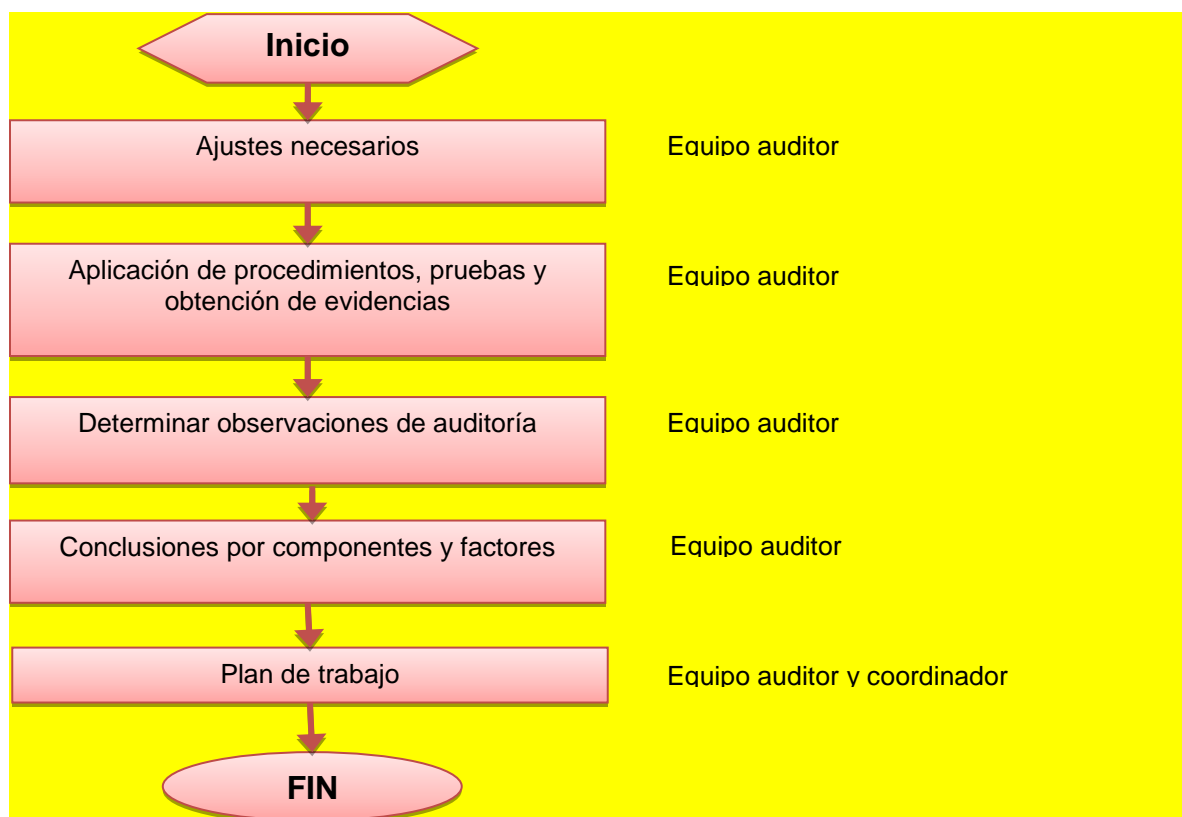 Inicio
Ajustes necesarios
Equipo auditor
Aplicación de procedimientos, pruebas y
obtención de evidencias
Equipo auditor
Determinar observaciones de auditoría
Equipo auditor
Conclusiones por componentes y factores
Equipo auditor
Plan de trabajo
Equipo auditor y coordinador
FIN